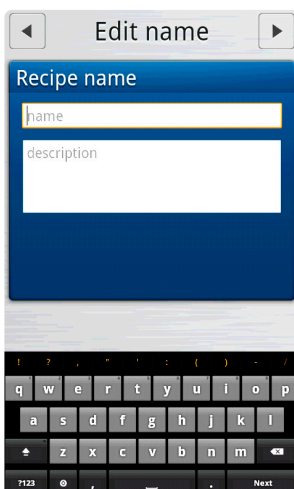 Edit name
Recipe name
name
description
! ? , " ' : ( ) - /
q w e r t y u i o p
a s d f g h j k l
z x c v b n m
?123 , . Next